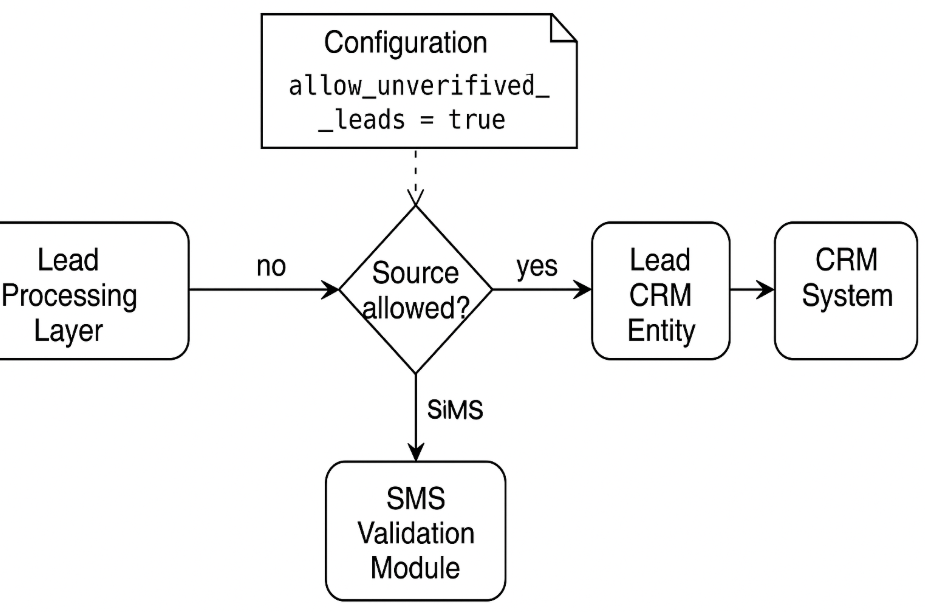 Configuration
allow_unverifived_
_leads = true
Lead
Processing
Layer
no
Source
allowed?
yes
Lead
CRM
Entity
CRM
System
SiMS
SMS
Validation
Module